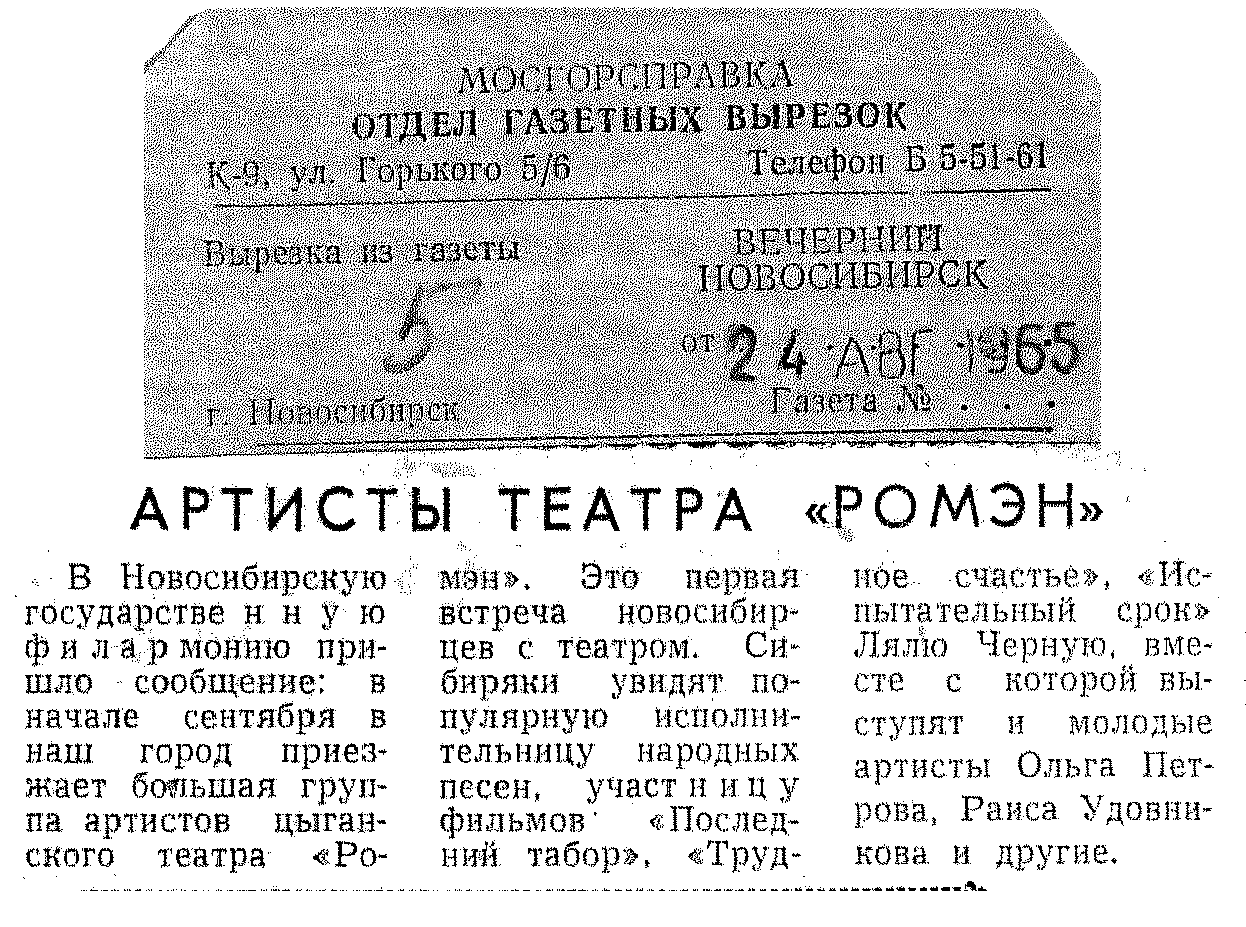 МОСГОРСПРАВКА
ОТДЕЛ ГАЗЕТНЫХ ВЫРЕЗОК
К-9, ул. Горького 5/6 Телефон Б 5-51-61
Вырезка из газеты
ВЕЧЕРНИЙ
НОВОСИБИРСК
5
от 24 АВГ 1965
г. Новосибирск
Газета № . . .
АРТИСТЫ ТЕАТРА «РОМЭН»
В Новосибирскую
государственную
филармонию при-
шло сообщение: в
начале сентября в
наш город приез-
жает большая груп-
па артистов цыган-
ского театра «Ро-
мэн». Это первая
встреча новосибир-
цев с театром. Си-
биряки увидят по-
пулярную исполни-
тельницу народных
песен, участницу
фильмов «Послед-
ний табор», «Труд-
ное счастье», «Ис-
пытательный срок»
Лялю Черную, вме-
сте с которой вы-
ступят и молодые
артисты Ольга Пет-
рова, Раиса Удовни-
кова и другие.